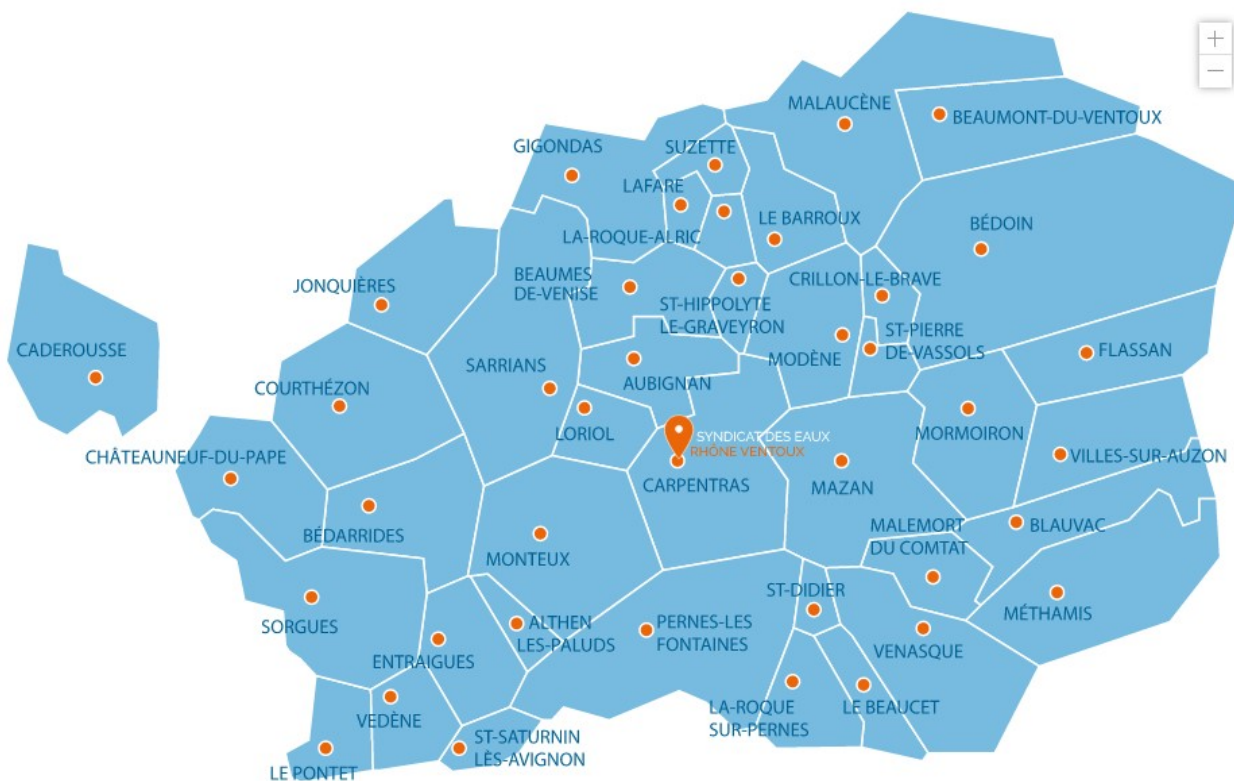 +
−
MALAUCÈNE
BEAUMONT-DU-VENTOUX
GIGONDAS
SUZETTE
LAFARE
LE BARROUX
BÉDOIN
LA-ROQUE-ALRIC
JONQUIÈRES
BEAUMES
DE-VENISE
CRILLON-LE-BRAVE
ST-HIPPOLYTE
LE-GRAVEYRON
CADEROUSSE
ST-PIERRE
DE-VASSOLS
FLASSAN
SARRIANS
AUBIGNAN
MODÈNE
COURTHÉZON
LORIOL
SYNDICAT DES EAUX
RHÔNE VENTOUX
MORMOIRON
CHÂTEAUNEUF-DU-PAPE
VILLES-SUR-AUZON
CARPENTRAS
MAZAN
BÉDARRIDES
MONTEUX
MALEMORT
DU COMTAT
BLAUVAC
ST-DIDIER
MÉTHAMIS
SORGUES
ALTHEN
LES-PALUDS
PERNES-LES
FONTAINES
VENASQUE
ENTRAIGUES
VEDÈNE
LA-ROQUE
SUR-PERNES
LE BEAUCET
ST-SATURNIN
LÈS-AVIGNON
LE PONTET